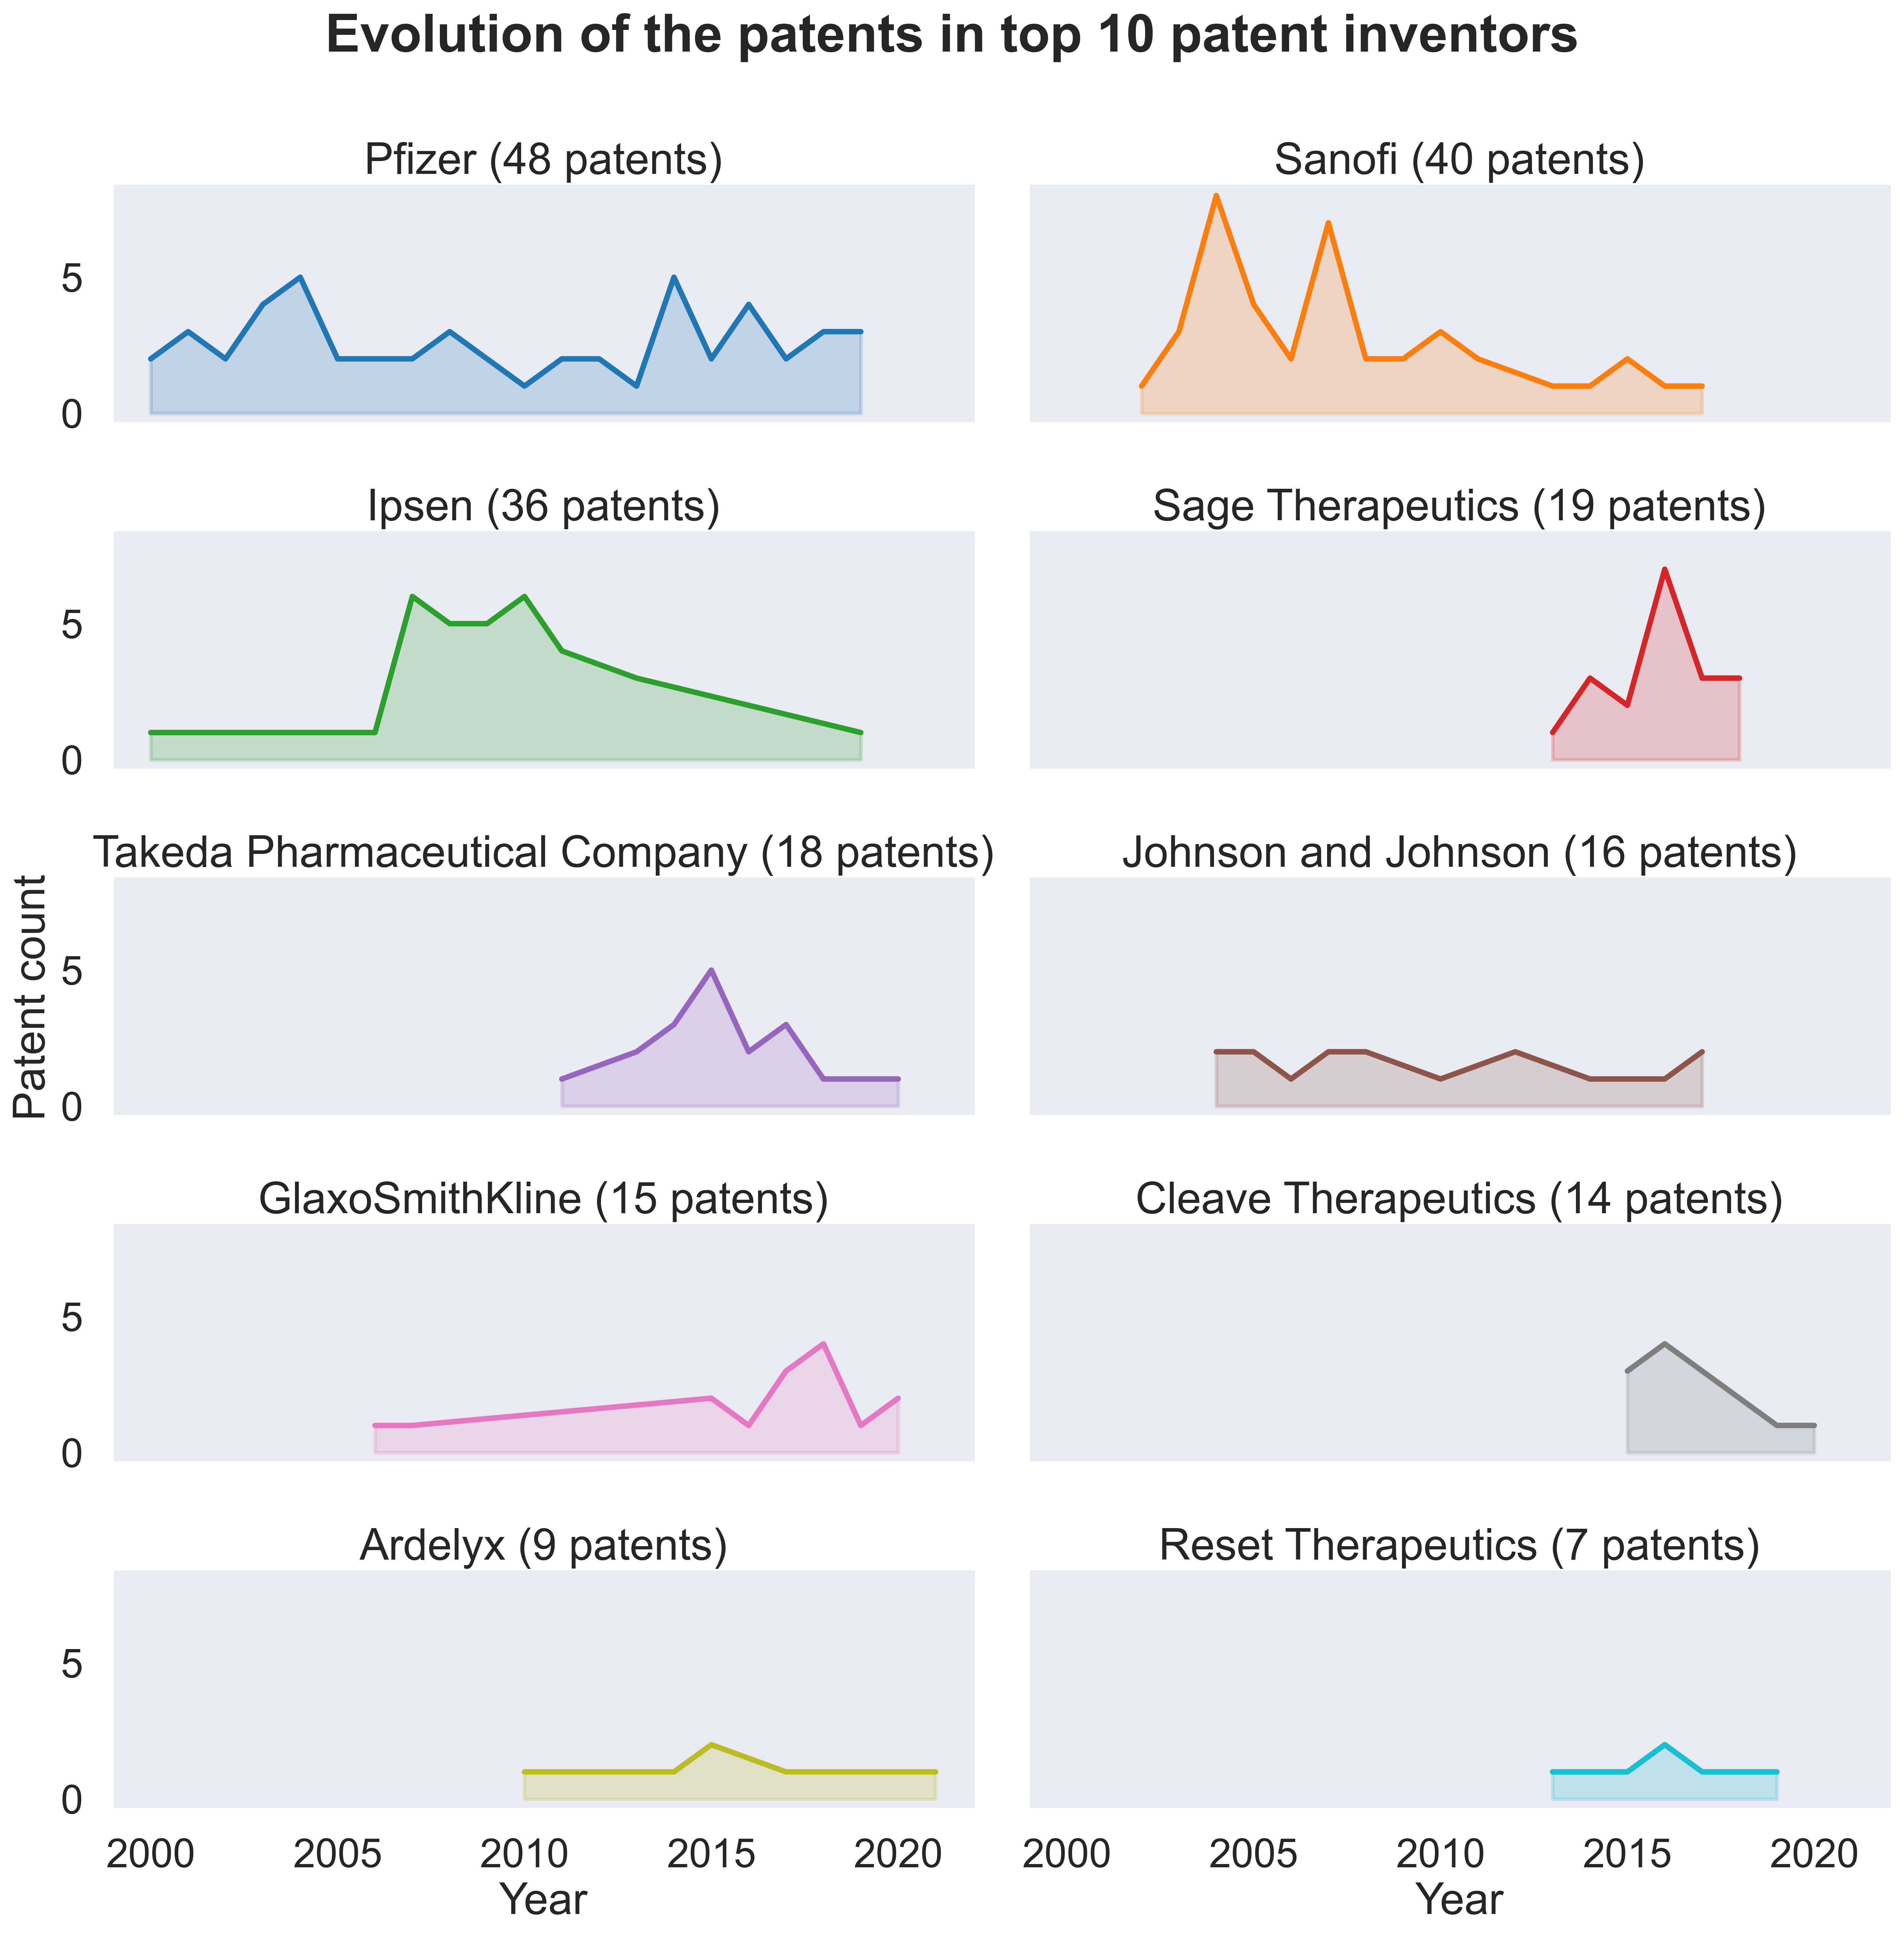 Evolution of the patents in top 10 patent inventors
Pfizer (48 patents)
Sanofi (40 patents)
5
0
Ipsen (36 patents)
Sage Therapeutics (19 patents)
5
0
Takeda Pharmaceutical Company (18 patents)
Johnson and Johnson (16 patents)
Patent count
5
0
GlaxoSmithKline (15 patents)
Cleave Therapeutics (14 patents)
5
0
Ardelyx (9 patents)
Reset Therapeutics (7 patents)
5
0
2000 2005 2010 2015 2020
2000 2005 2010 2015 2020
Year
Year